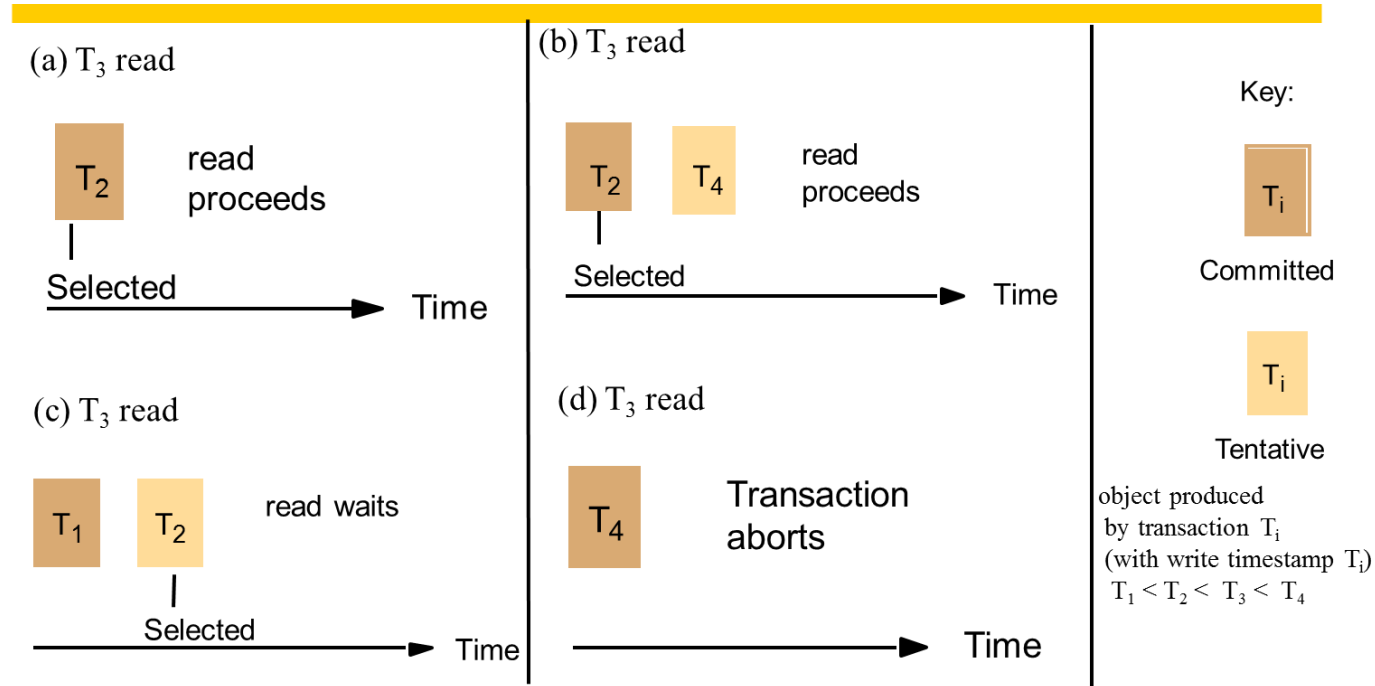 (a) T₃ read
T₂
read
proceeds
Selected
Time
(b) T₃ read
T₂ T₄
read
proceeds
Selected
Time
(c) T₃ read
T₁ T₂
read waits
Selected
Time
(d) T₃ read
T₄
Transaction
aborts
Time
Key:
Tᵢ
Committed
Tᵢ
Tentative
object produced
by transaction Tᵢ
(with write timestamp Tᵢ)
T₁ < T₂ < T₃ < T₄